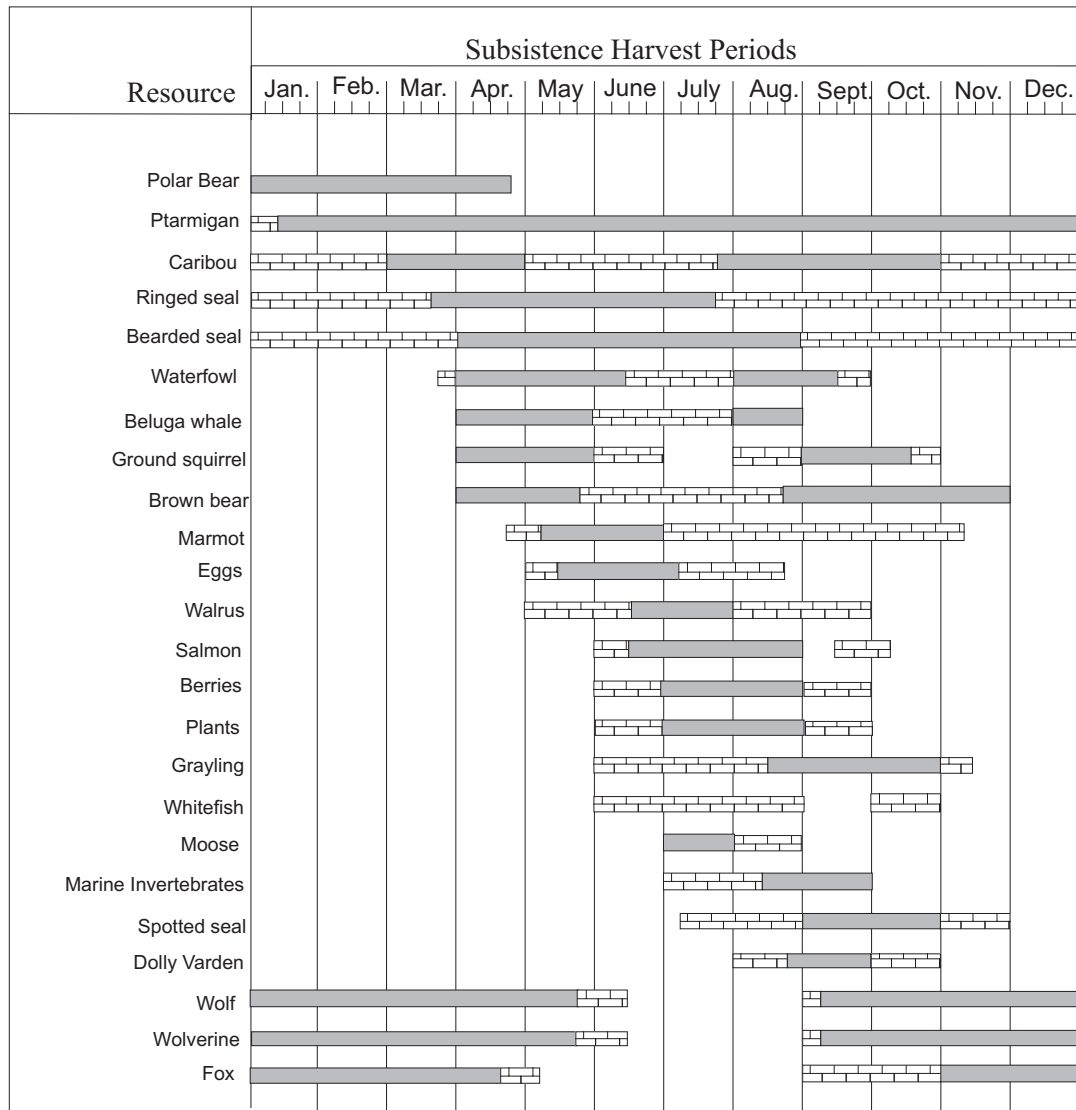 Subsistence Harvest Periods
Resource Jan. Feb. Mar. Apr. May June July Aug. Sept. Oct. Nov. Dec.
Polar Bear
Ptarmigan
Caribou
Ringed seal
Bearded seal
Waterfowl
Beluga whale
Ground squirrel
Brown bear
Marmot
Eggs
Walrus
Salmon
Berries
Plants
Grayling
Whitefish
Moose
Marine Invertebrates
Spotted seal
Dolly Varden
Wolf
Wolverine
Fox